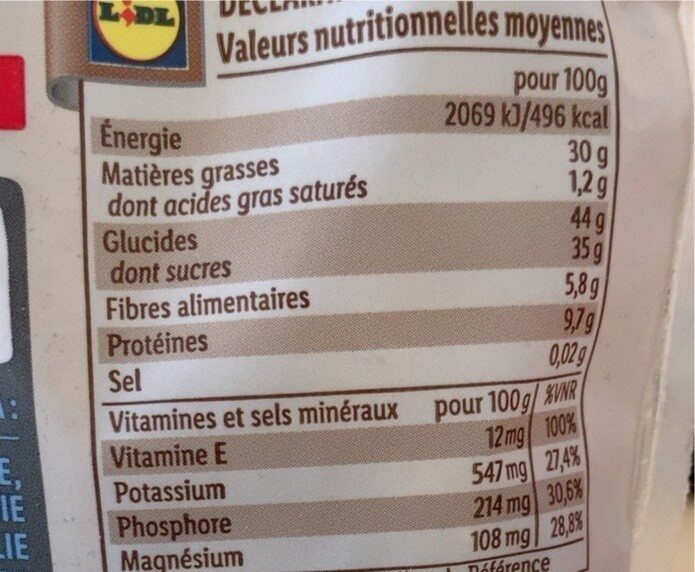 LIDL
Valeurs nutritionnelles moyennes
pour 100g
Énergie 2069 kJ/496 kcal
Matières grasses 30 g
dont acides gras saturés 1,2 g
Glucides 44 g
dont sucres 35 g
Fibres alimentaires 5,8 g
Protéines 9,7 g
Sel 0,02 g
Vitamines et sels minéraux pour 100g/ %VNR
Vitamine E 12 mg 100%
Potassium 547 mg 27,4%
Phosphore 214 mg 30,6%
Magnésium 108 mg 28,8%